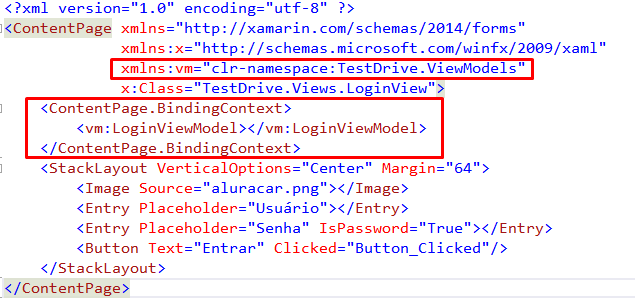 <?xml version="1.0" encoding="utf-8" ?>
<ContentPage xmlns="http://xamarin.com/schemas/2014/forms"
xmlns:x="http://schemas.microsoft.com/winfx/2009/xaml"
xmlns:vm="clr-namespace:TestDrive.ViewModels"
x:Class="TestDrive.Views.LoginView">
<ContentPage.BindingContext>
<vm:LoginViewModel></vm:LoginViewModel>
</ContentPage.BindingContext>
<StackLayout VerticalOptions="Center" Margin="64">
<Image Source="aluracar.png"></Image>
<Entry Placeholder="Usuário"></Entry>
<Entry Placeholder="Senha" IsPassword="True"></Entry>
<Button Text="Entrar" Clicked="Button_Clicked"/>
</StackLayout>
</ContentPage>